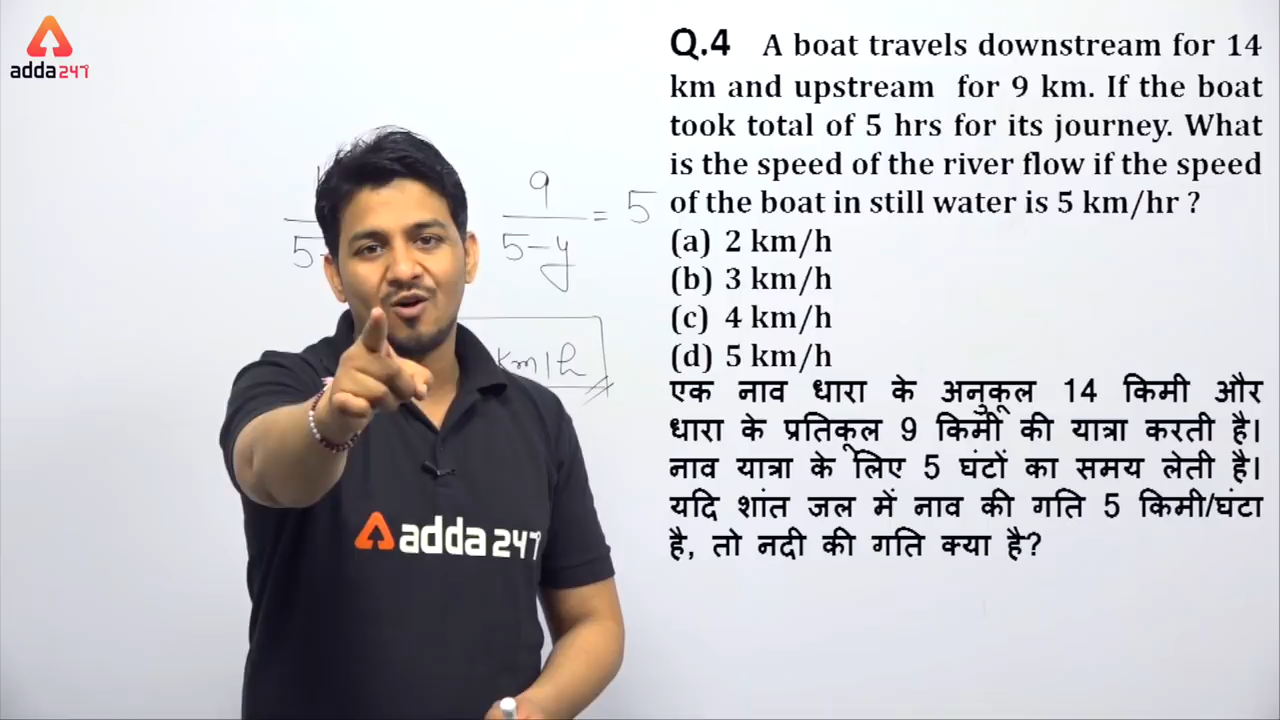 adda247
Q.4 A boat travels downstream for 14
km and upstream for 9 km. If the boat
took total of 5 hrs for its journey. What
is the speed of the river flow if the speed
of the boat in still water is 5 km/hr ?
(a) 2 km/h
(b) 3 km/h
(c) 4 km/h
(d) 5 km/h
एक नाव धारा के अनुकूल 14 किमी और
धारा के प्रतिकूल 9 किमी की यात्रा करती है।
नाव यात्रा के लिए 5 घंटों का समय लेती है।
यदि शांत जल में नाव की गति 5 किमी/घंटा
है, तो नदी की गति क्या है?
9
= 5
5-
5-y
km/h
adda247